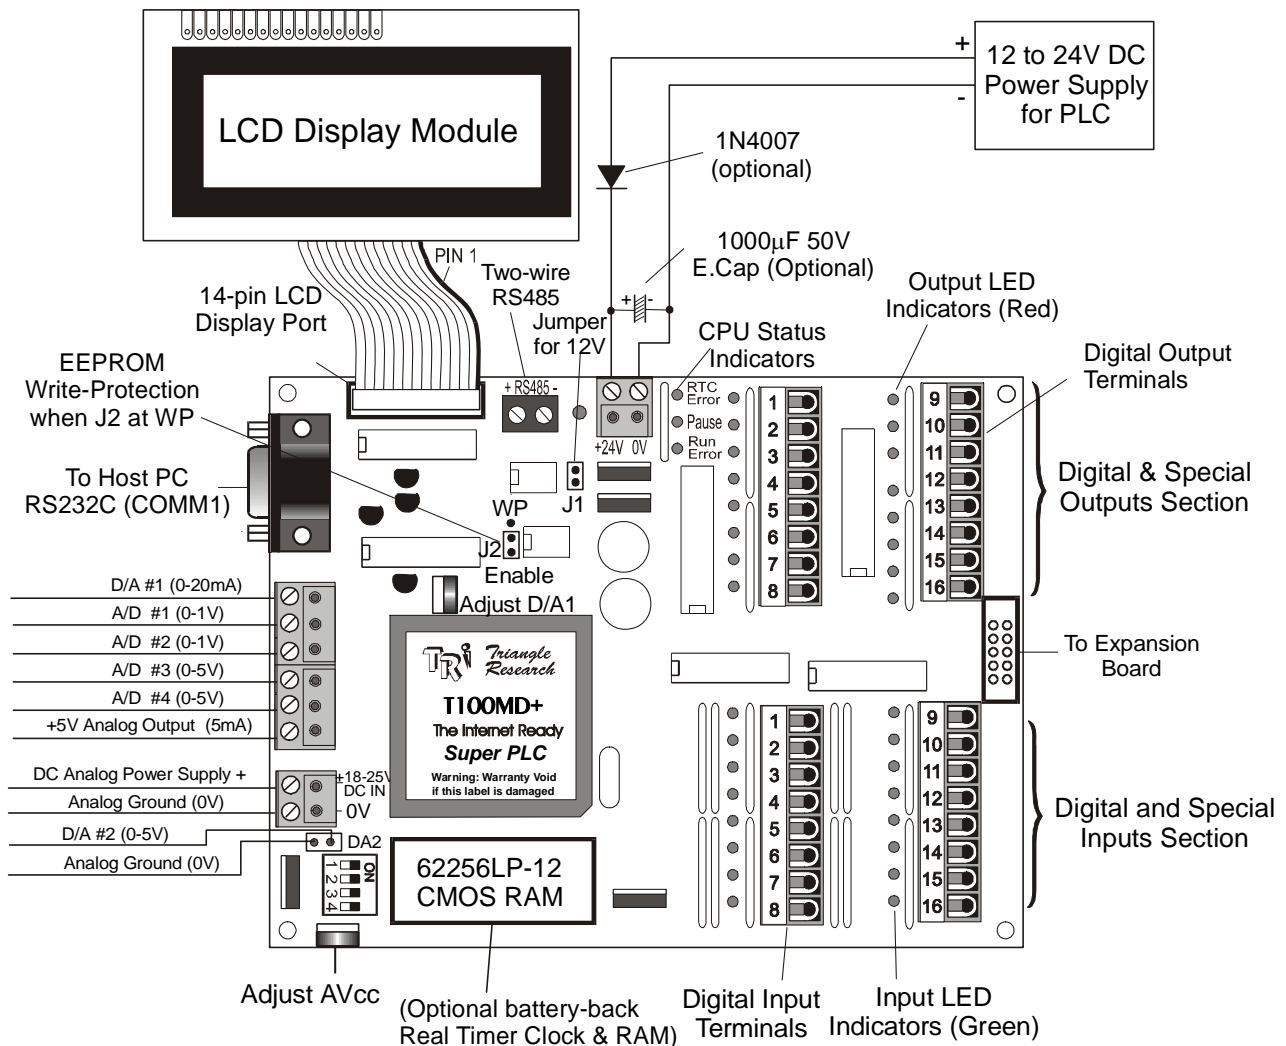 LCD Display Module
+
-
12 to 24V DC
Power Supply
for PLC
1N4007
(optional)
1000µF 50V
E.Cap (Optional)
+ -
PIN 1
14-pin LCD
Display Port
Two-wire
RS485
Jumper
for 12V
CPU Status
Indicators
Output LED
Indicators (Red)
Digital Output
Terminals
EEPROM
Write-Protection
when J2 at WP
To Host PC
RS232C (COMM1)
+ RS485 -
+24V 0V
RTC
Error
Pause
Run
Error
J1
WP
J2
Enable
Adjust D/A1
1
2
3
4
5
6
7
8
9
10
11
12
13
14
15
16
Digital & Special
Outputs Section
To Expansion
Board
D/A #1 (0-20mA)
A/D #1 (0-1V)
A/D #2 (0-1V)
A/D #3 (0-5V)
A/D #4 (0-5V)
+5V Analog Output (5mA)
DC Analog Power Supply +
Analog Ground (0V)
D/A #2 (0-5V)
Analog Ground (0V)
±18-25V
DC IN
0V
DA2
ON
1 2 3 4
TRi Triangle
Research
T100MD+
The Internet Ready
Super PLC
Warning: Warranty Void
if this label is damaged
62256LP-12
CMOS RAM
1
2
3
4
5
6
7
8
9
10
11
12
13
14
15
16
Digital and Special
Inputs Section
Adjust AVcc
(Optional battery-back
Real Timer Clock & RAM)
Digital Input
Terminals
Input LED
Indicators (Green)